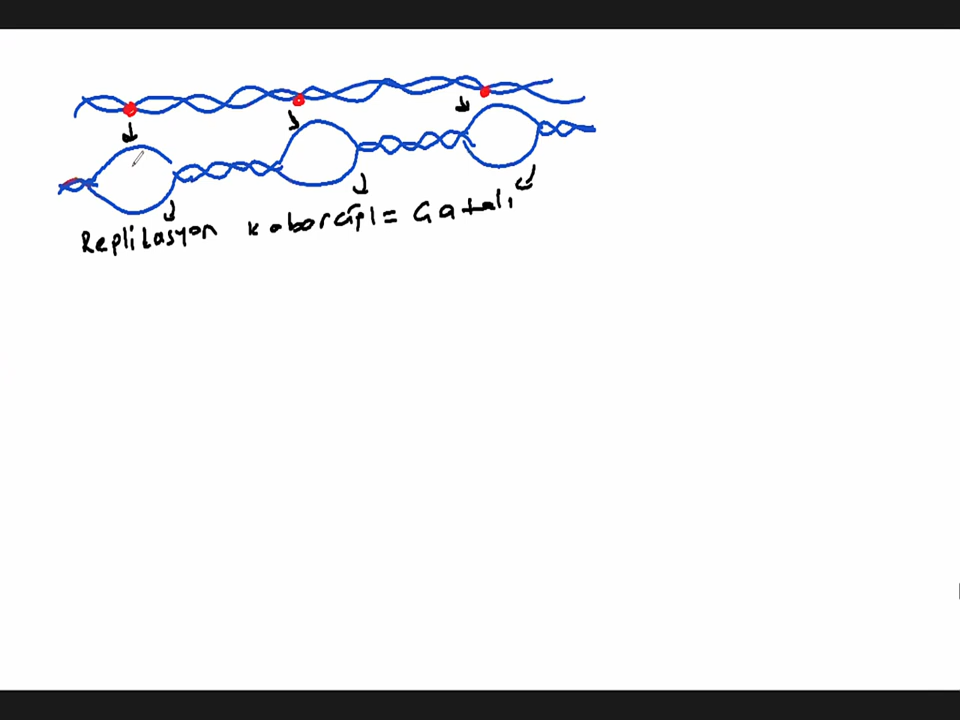 Replikasyon kabarcığı = Çatalı